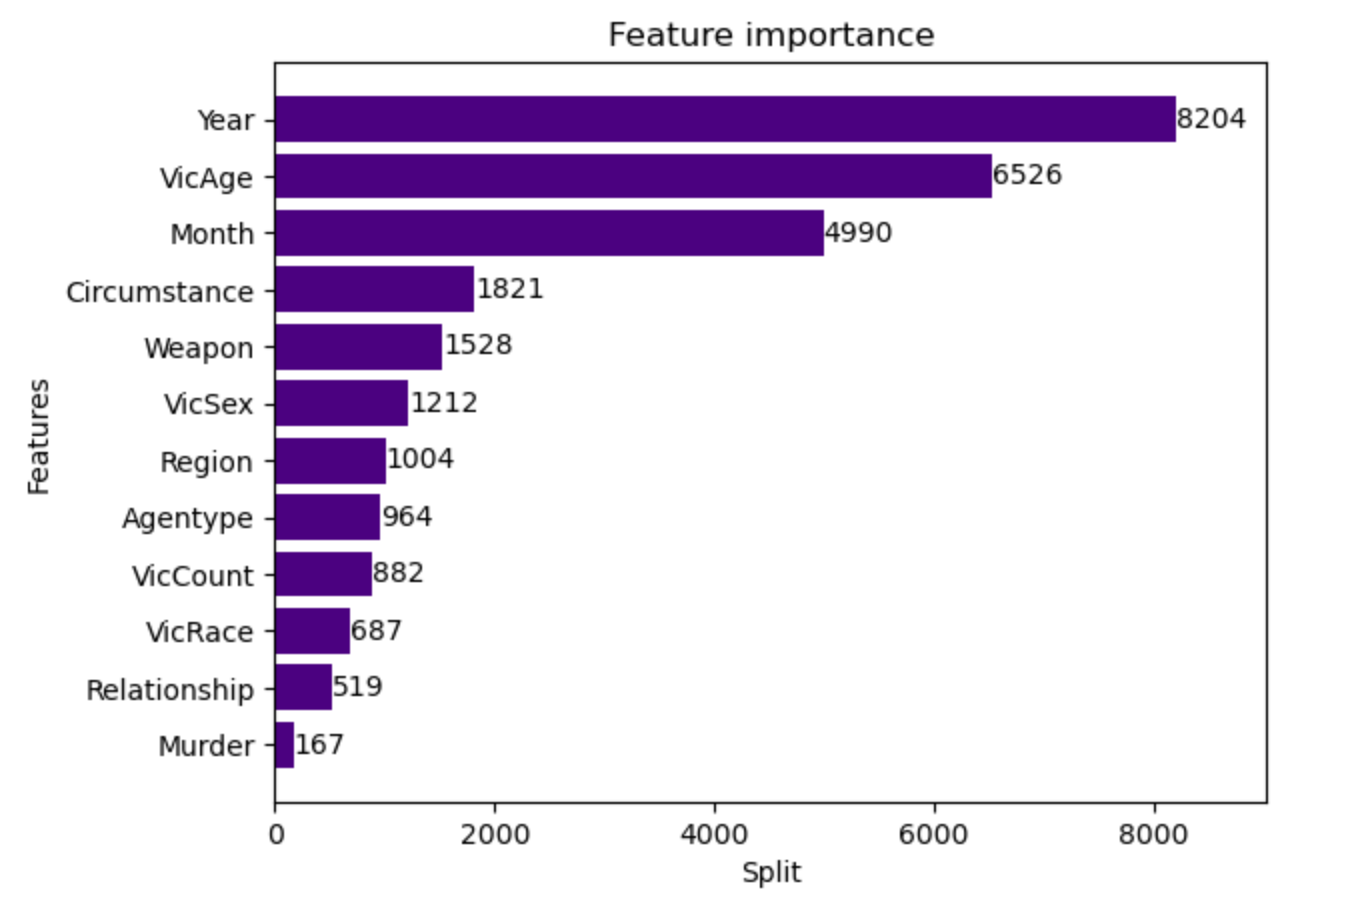 Feature importance
Year 8204
VicAge 6526
Month 4990
Circumstance 1821
Weapon 1528
VicSex 1212
Region 1004
Agentype 964
VicCount 882
VicRace 687
Relationship 519
Murder 167
Features
0 2000 4000 6000 8000
Split